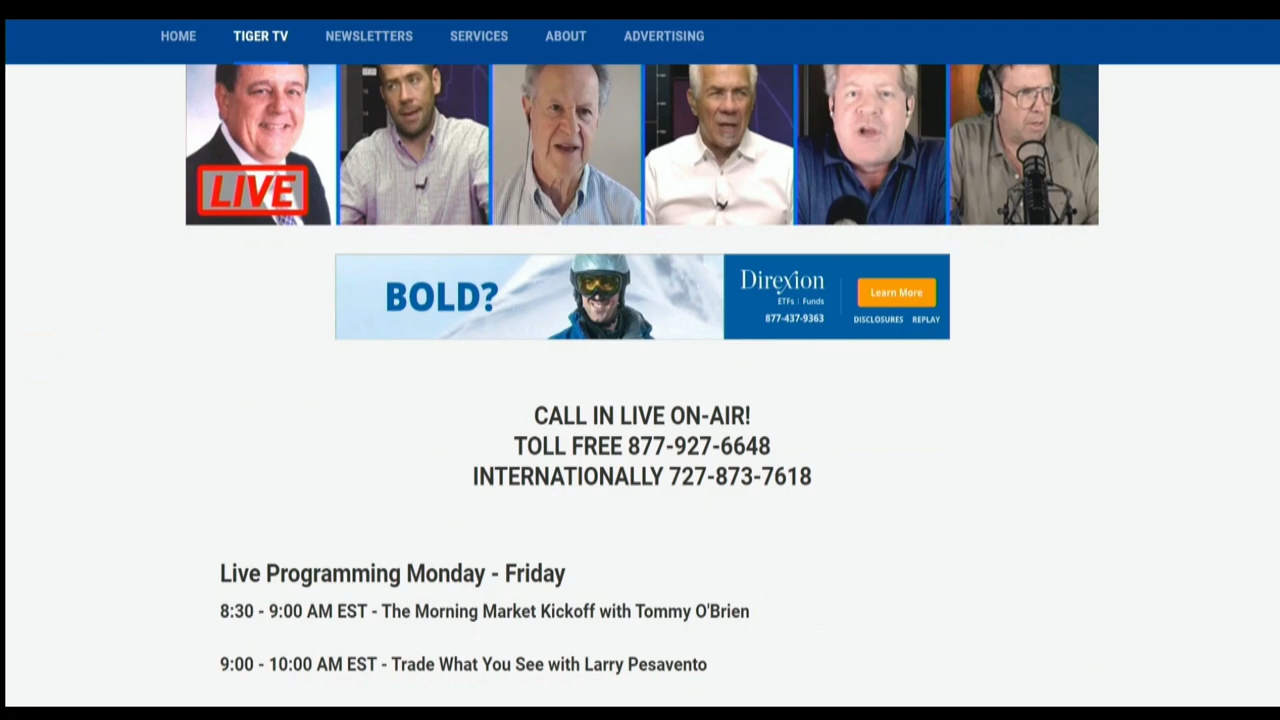 HOME TIGER TV NEWSLETTERS SERVICES ABOUT ADVERTISING
LIVE
BOLD?
Direxion
ETFs | Funds
877-437-9363
Learn More
DISCLOSURES REPLAY
CALL IN LIVE ON-AIR!
TOLL FREE 877-927-6648
INTERNATIONALLY 727-873-7618
Live Programming Monday - Friday
8:30 - 9:00 AM EST - The Morning Market Kickoff with Tommy O'Brien
9:00 - 10:00 AM EST - Trade What You See with Larry Pesavento